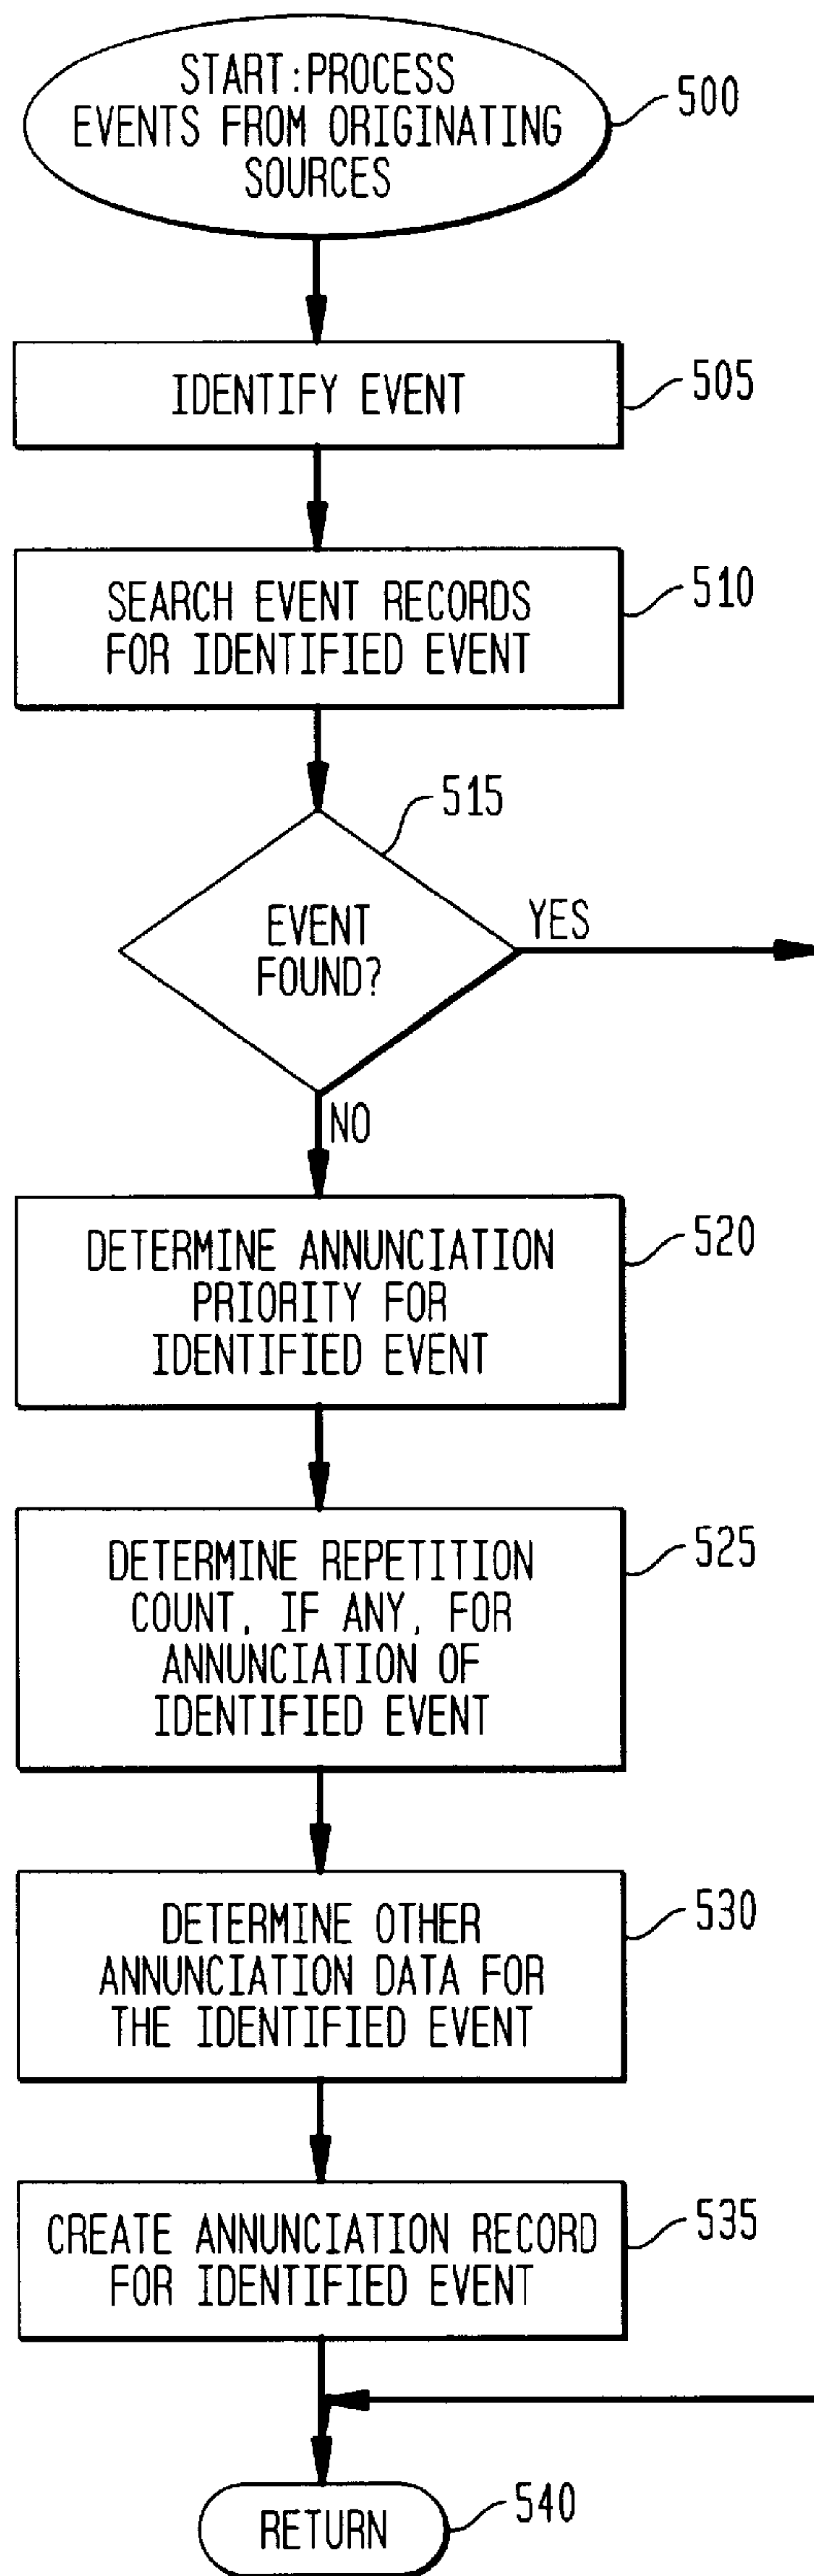 START:PROCESS
EVENTS FROM ORIGINATING
SOURCES
500
IDENTIFY EVENT
505
SEARCH EVENT RECORDS
FOR IDENTIFIED EVENT
510
515
EVENT
FOUND?
YES
NO
DETERMINE ANNUNCIATION
PRIORITY FOR
IDENTIFIED EVENT
520
DETERMINE REPETITION
COUNT, IF ANY, FOR
ANNUNCIATION OF
IDENTIFIED EVENT
525
DETERMINE OTHER
ANNUNCIATION DATA FOR
THE IDENTIFIED EVENT
530
CREATE ANNUNCIATION RECORD
FOR IDENTIFIED EVENT
535
RETURN
540